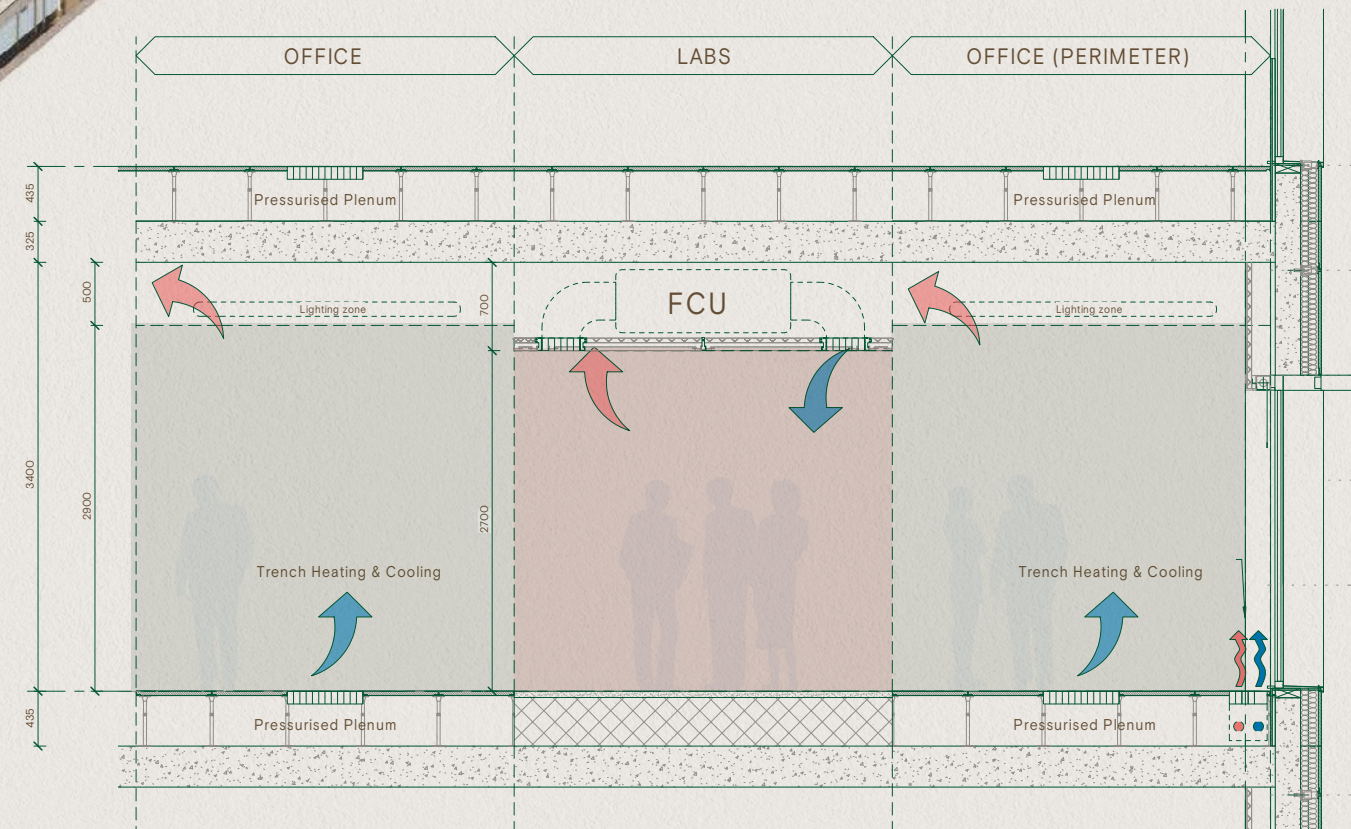 OFFICE
LABS
OFFICE (PERIMETER)
435
Pressurised Plenum
Pressurised Plenum
325
500
700
FCU
Lighting zone
Lighting zone
3400
2900
2700
Trench Heating & Cooling
Trench Heating & Cooling
435
Pressurised Plenum
Pressurised Plenum